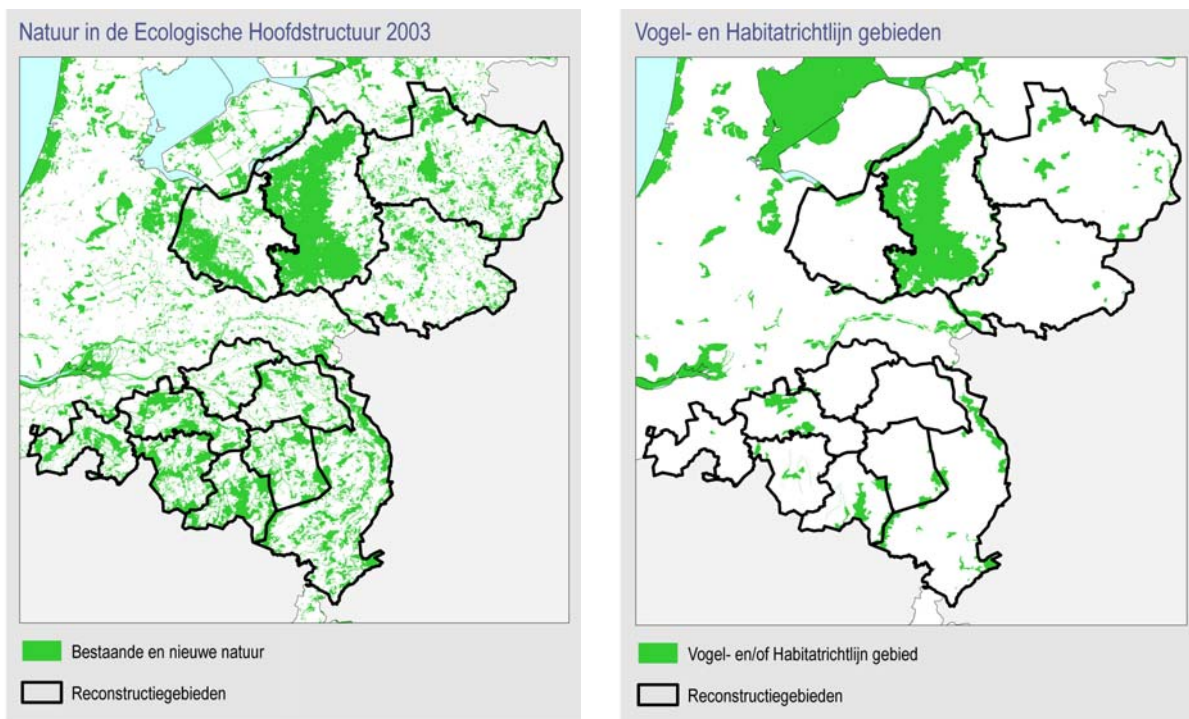 Natuur in de Ecologische Hoofdstructuur 2003
Bestaande en nieuwe natuur
Reconstructiegebieden
Vogel- en Habitatrichtlijn gebieden
Vogel- en/of Habitatrichtlijn gebied
Reconstructiegebieden